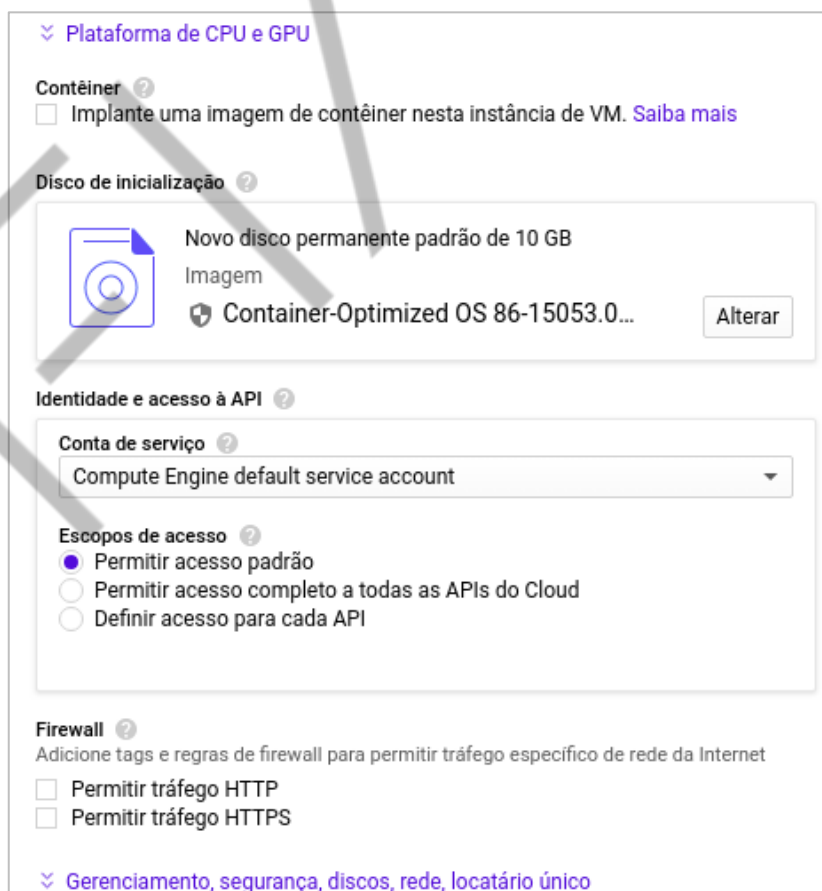 Plataforma de CPU e GPU
Contêiner
Implante uma imagem de contêiner nesta instância de VM. Saiba mais
Disco de inicialização
Novo disco permanente padrão de 10 GB
Imagem
Container-Optimized OS 86-15053.0...
Alterar
Identidade e acesso à API
Conta de serviço
Compute Engine default service account
Escopos de acesso
Permitir acesso padrão
Permitir acesso completo a todas as APIs do Cloud
Definir acesso para cada API
Firewall
Adicione tags e regras de firewall para permitir tráfego específico de rede da Internet
Permitir tráfego HTTP
Permitir tráfego HTTPS
Gerenciamento, segurança, discos, rede, locatário único